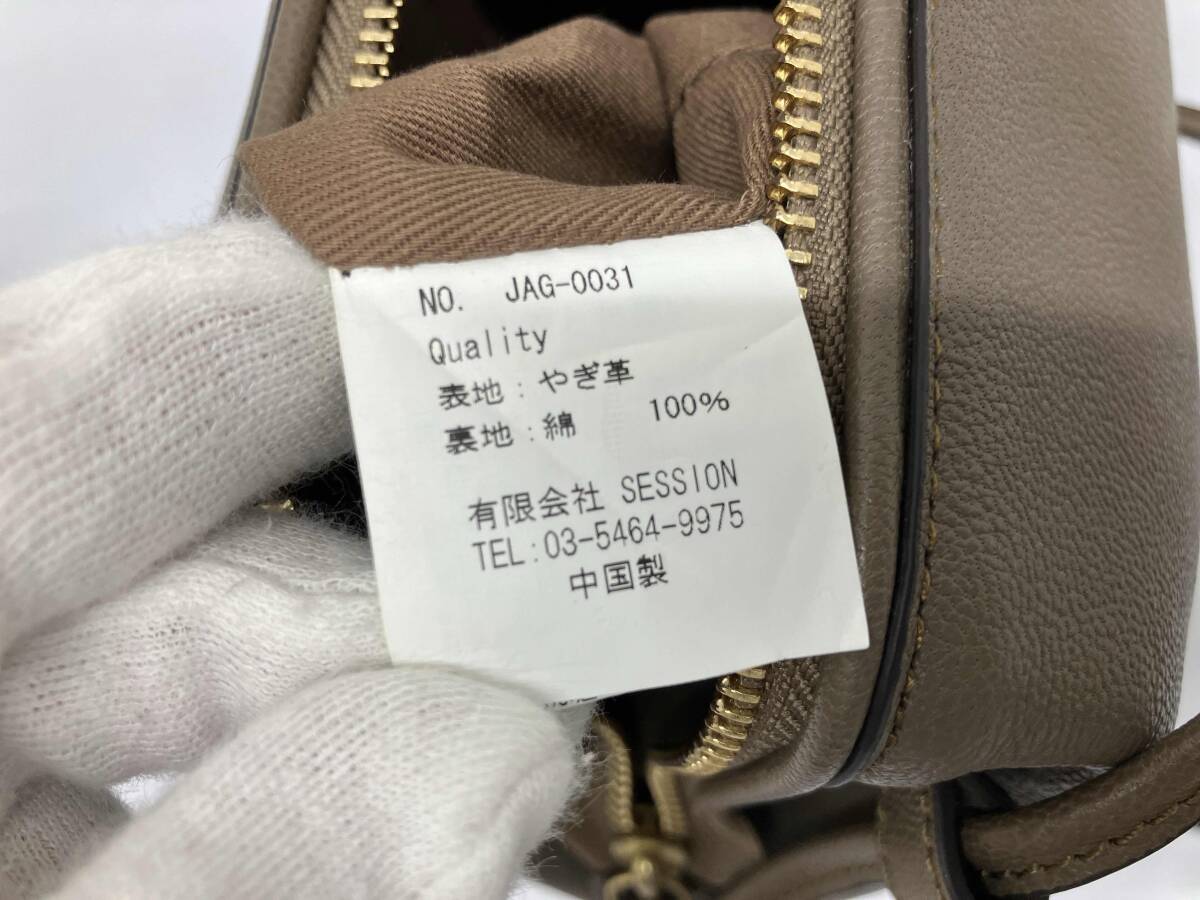 NO. JAG-0031
Quality
表地:やぎ革
裏地:綿 100%
有限会社 SESSION
TEL:03-5464-9975
中国製